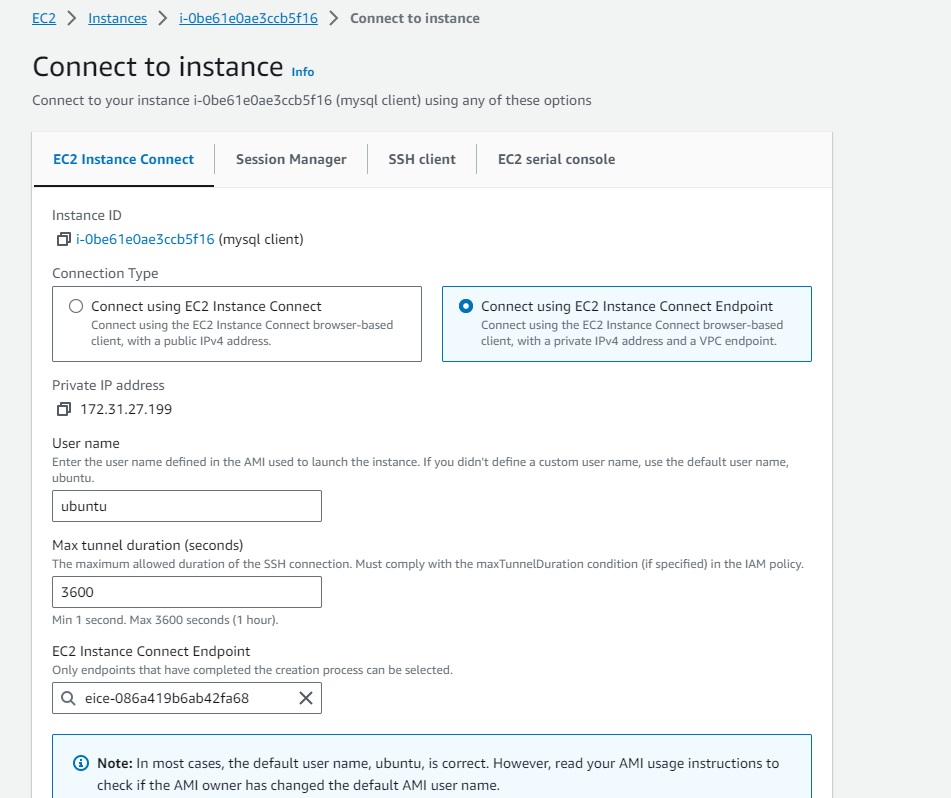 EC2 > Instances > i-0be61e0ae3ccb5f16 > Connect to instance
Connect to instance Info
Connect to your instance i-0be61e0ae3ccb5f16 (mysql client) using any of these options
EC2 Instance Connect Session Manager SSH client EC2 serial console
Instance ID
i-0be61e0ae3ccb5f16 (mysql client)
Connection Type
Connect using EC2 Instance Connect
Connect using the EC2 Instance Connect browser-based
client, with a public IPv4 address.
Connect using EC2 Instance Connect Endpoint
Connect using the EC2 Instance Connect browser-based
client, with a private IPv4 address and a VPC endpoint.
Private IP address
172.31.27.199
User name
Enter the user name defined in the AMI used to launch the instance. If you didn't define a custom user name, use the default user name,
ubuntu.
ubuntu
Max tunnel duration (seconds)
The maximum allowed duration of the SSH connection. Must comply with the maxTunnelDuration condition (if specified) in the IAM policy.
3600
Min 1 second. Max 3600 seconds (1 hour).
EC2 Instance Connect Endpoint
Only endpoints that have completed the creation process can be selected.
eice-086a419b6ab42fa68
Note: In most cases, the default user name, ubuntu, is correct. However, read your AMI usage instructions to
check if the AMI owner has changed the default AMI user name.